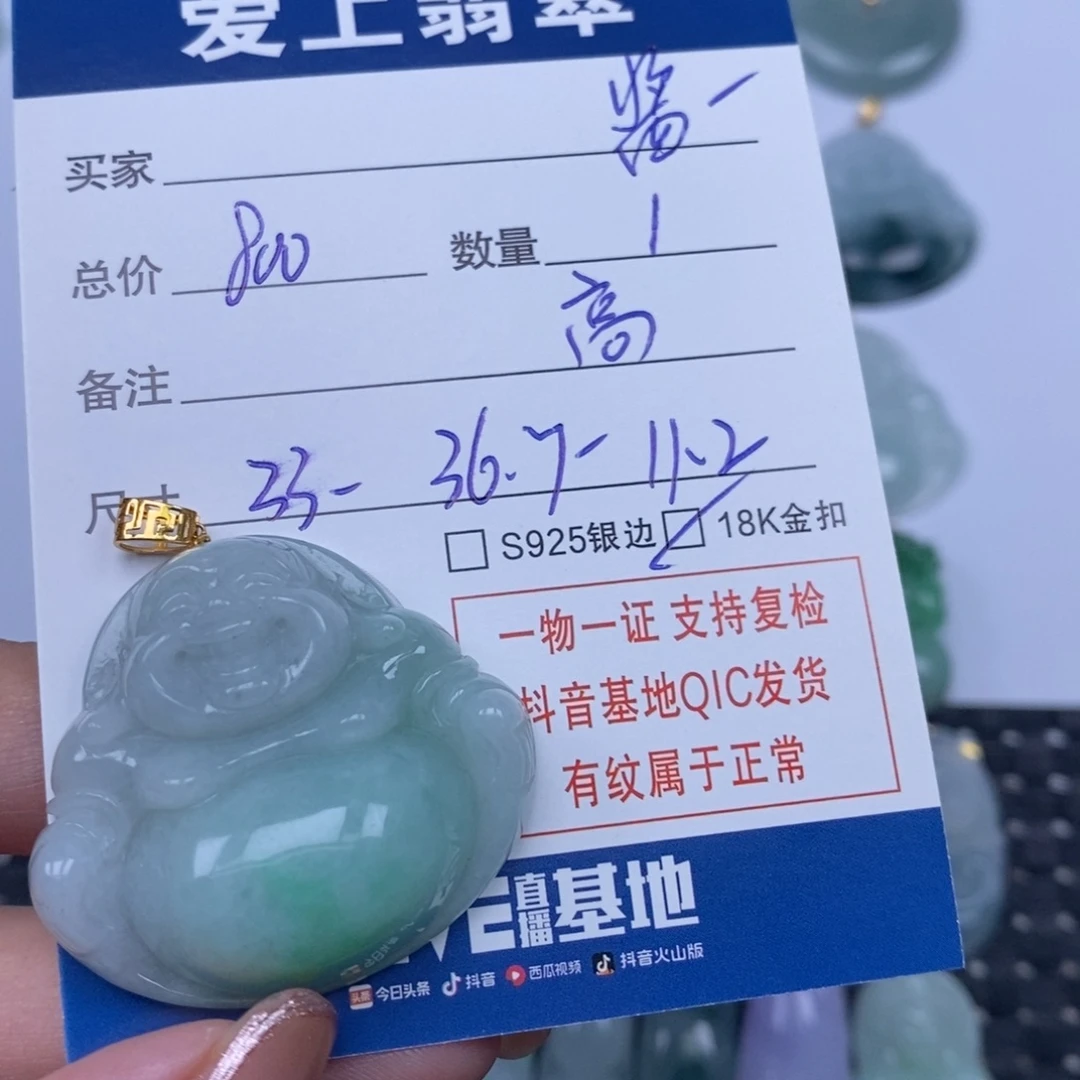 爱上翡翠
买家 一
总价 800 数量 1
备注 高
尺寸 33- 36.7- 11.2
S925银边 18K金扣
一物一证 支持复检
抖音基地QIC发货
有纹属于正常
直播基地
头条 今日头条 抖音 西瓜视频 抖音火山版